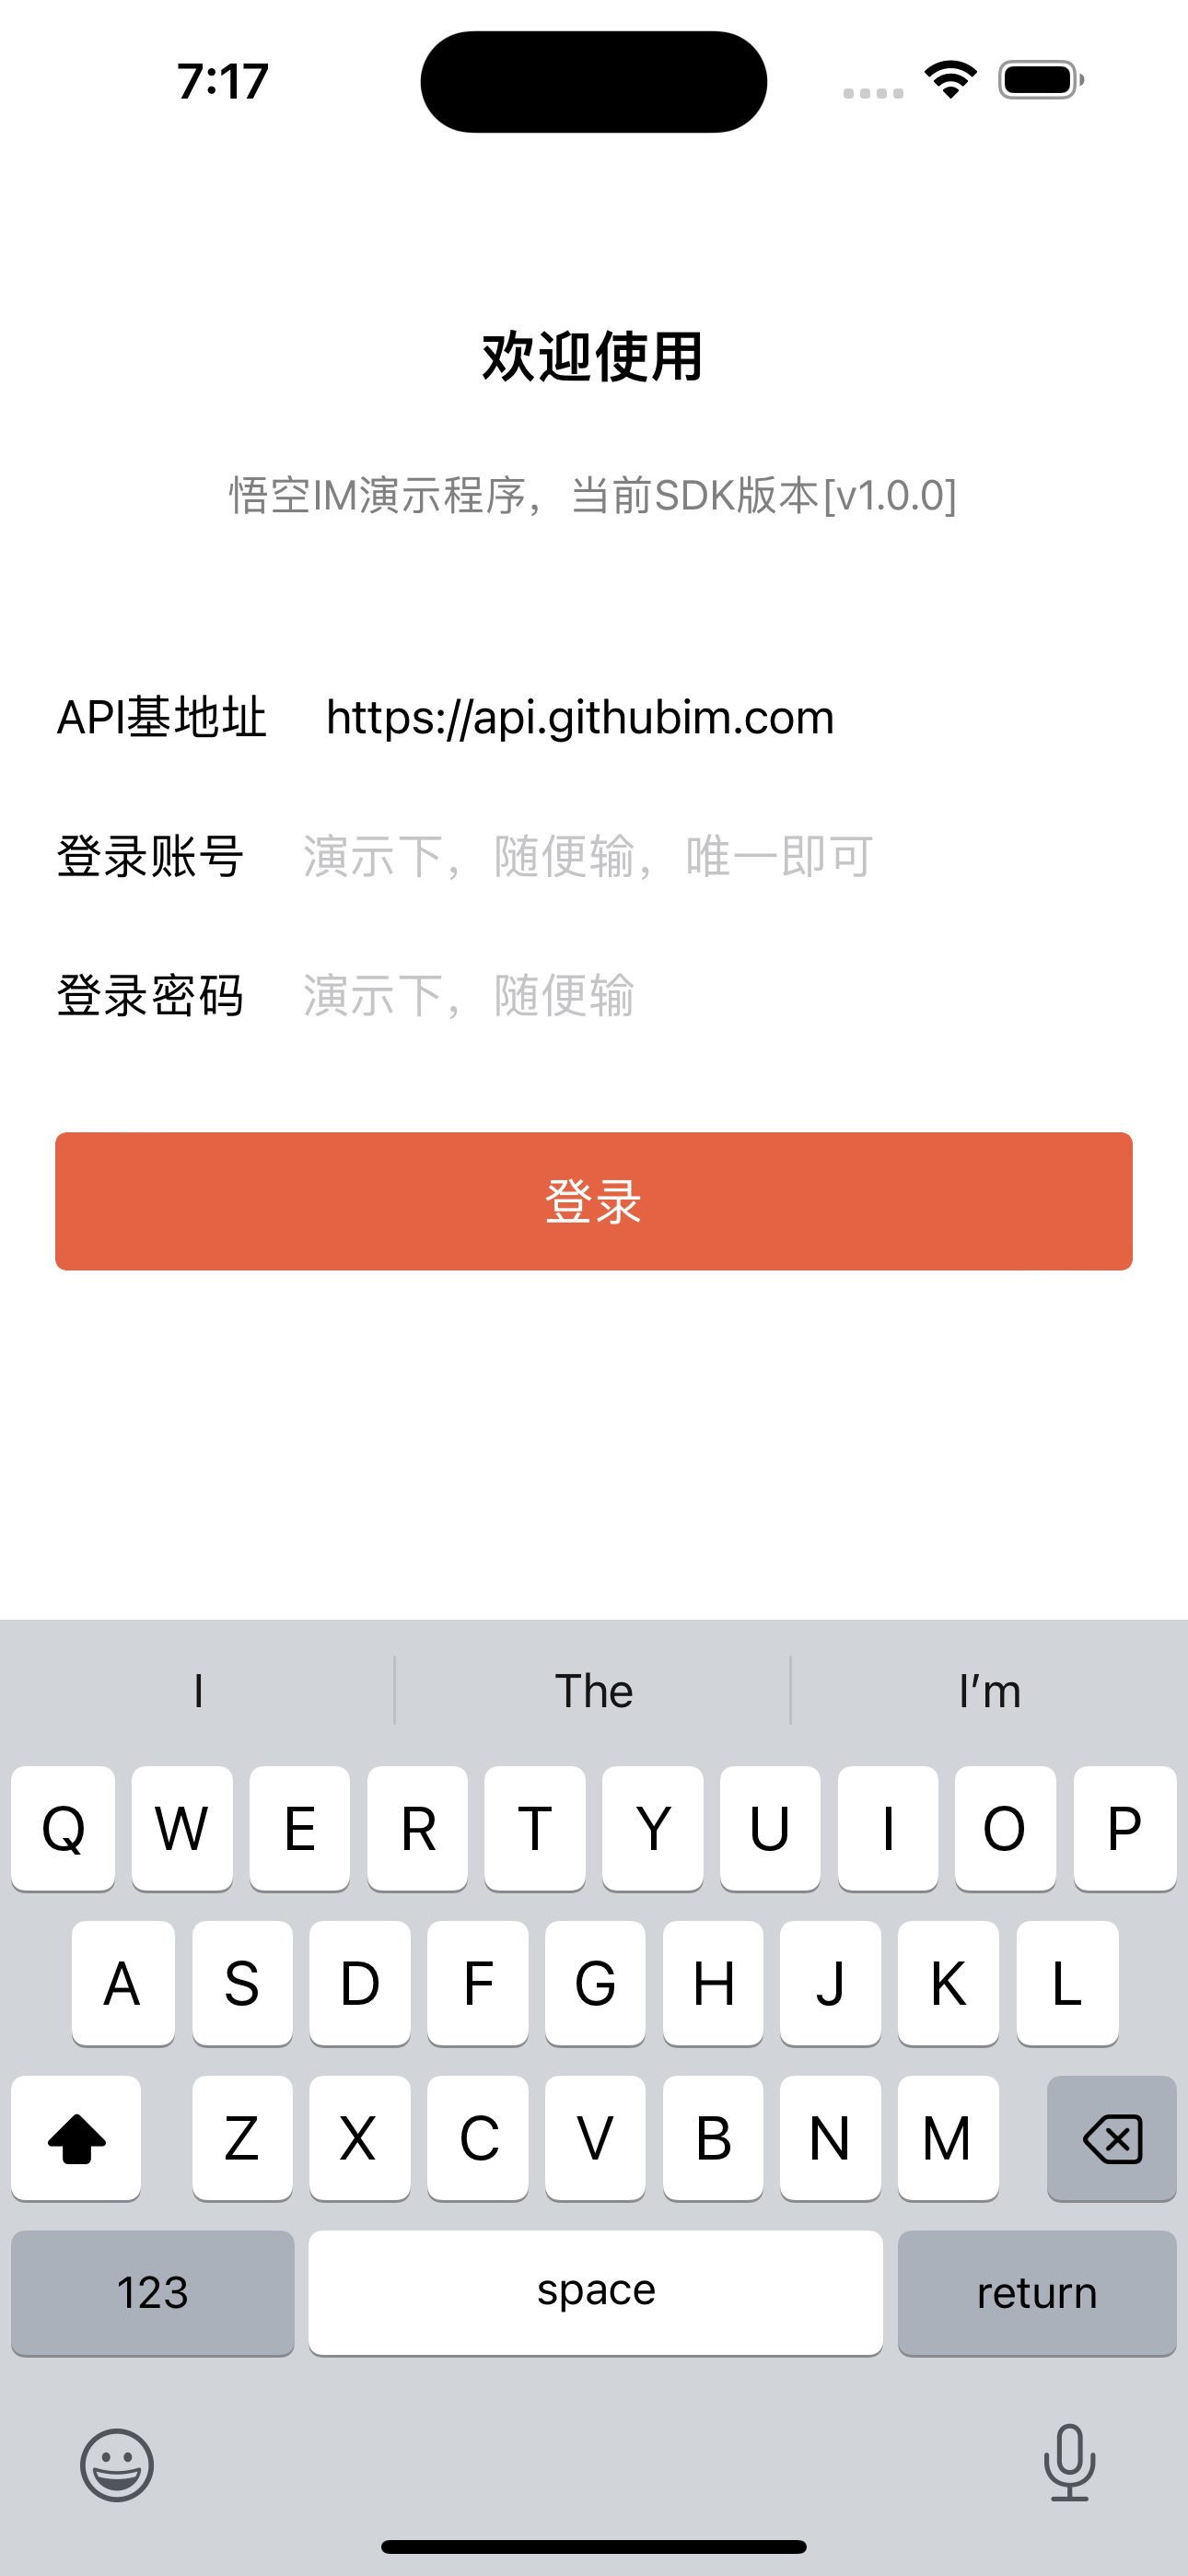 7:17
欢迎使用
悟空IM演示程序，当前SDK版本[v1.0.0]
API基地址 https://api.githubim.com
登录账号 演示下，随便输，唯一即可
登录密码 演示下，随便输
登录
I The I’m
Q W E R T Y U I O P
A S D F G H J K L
Z X C V B N M
123 space return